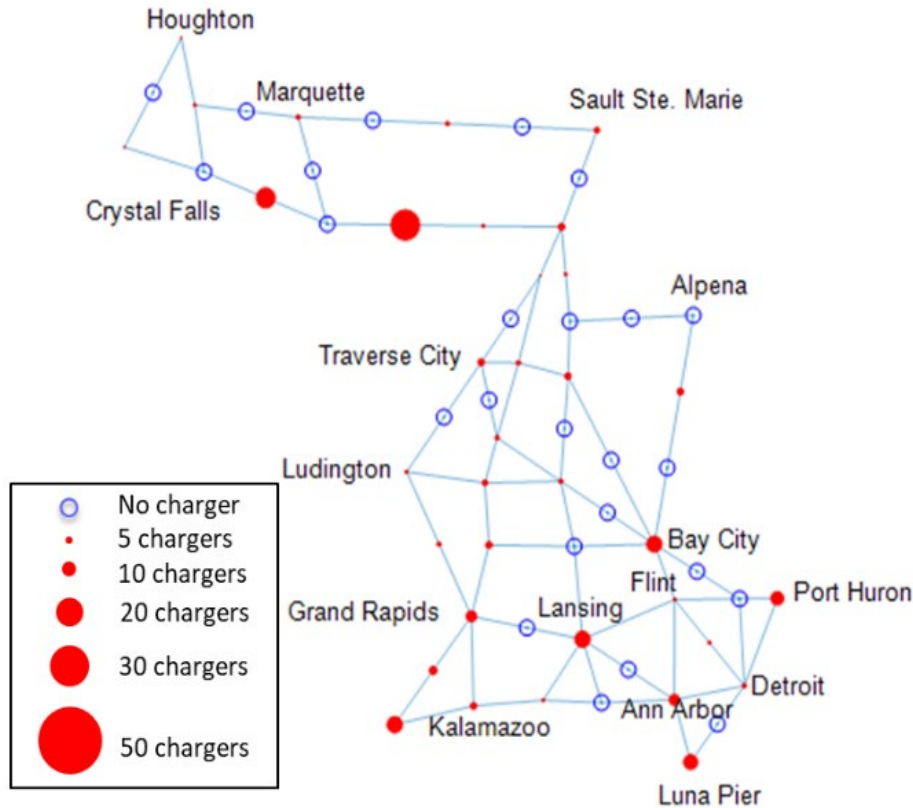 Houghton
Marquette
Sault Ste. Marie
Crystal Falls
Alpena
Traverse City
Ludington
Bay City
Flint
Port Huron
Grand Rapids
Lansing
Detroit
Ann Arbor
Kalamazoo
Luna Pier
No charger
5 chargers
10 chargers
20 chargers
30 chargers
50 chargers